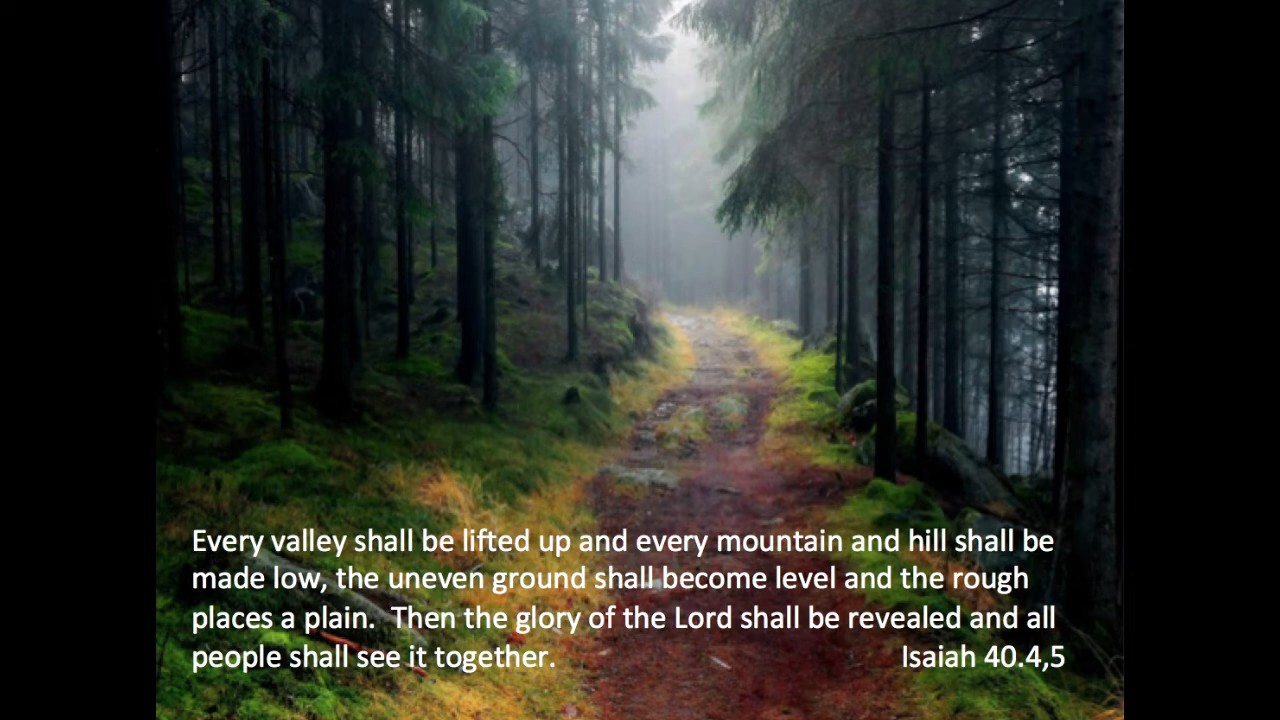 Every valley shall be lifted up and every mountain and hill shall be
made low, the uneven ground shall become level and the rough
places a plain.  Then the glory of the Lord shall be revealed and all
people shall see it together. Isaiah 40.4,5